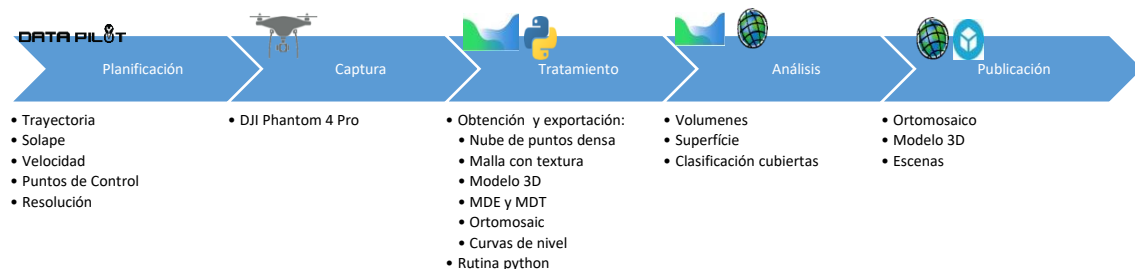 DATA PILOT
Planificación
Captura
Tratamiento
Análisis
Publicación
• Trayectoria
• Solape
• Velocidad
• Puntos de Control
• Resolución
• DJI Phantom 4 Pro
• Obtención y exportación:
• Nube de puntos densa
• Malla con textura
• Modelo 3D
• MDE y MDT
• Ortomosaic
• Curvas de nivel
• Rutina python
• Volumenes
• Superfície
• Clasificación cubiertas
• Ortomosaico
• Modelo 3D
• Escenas